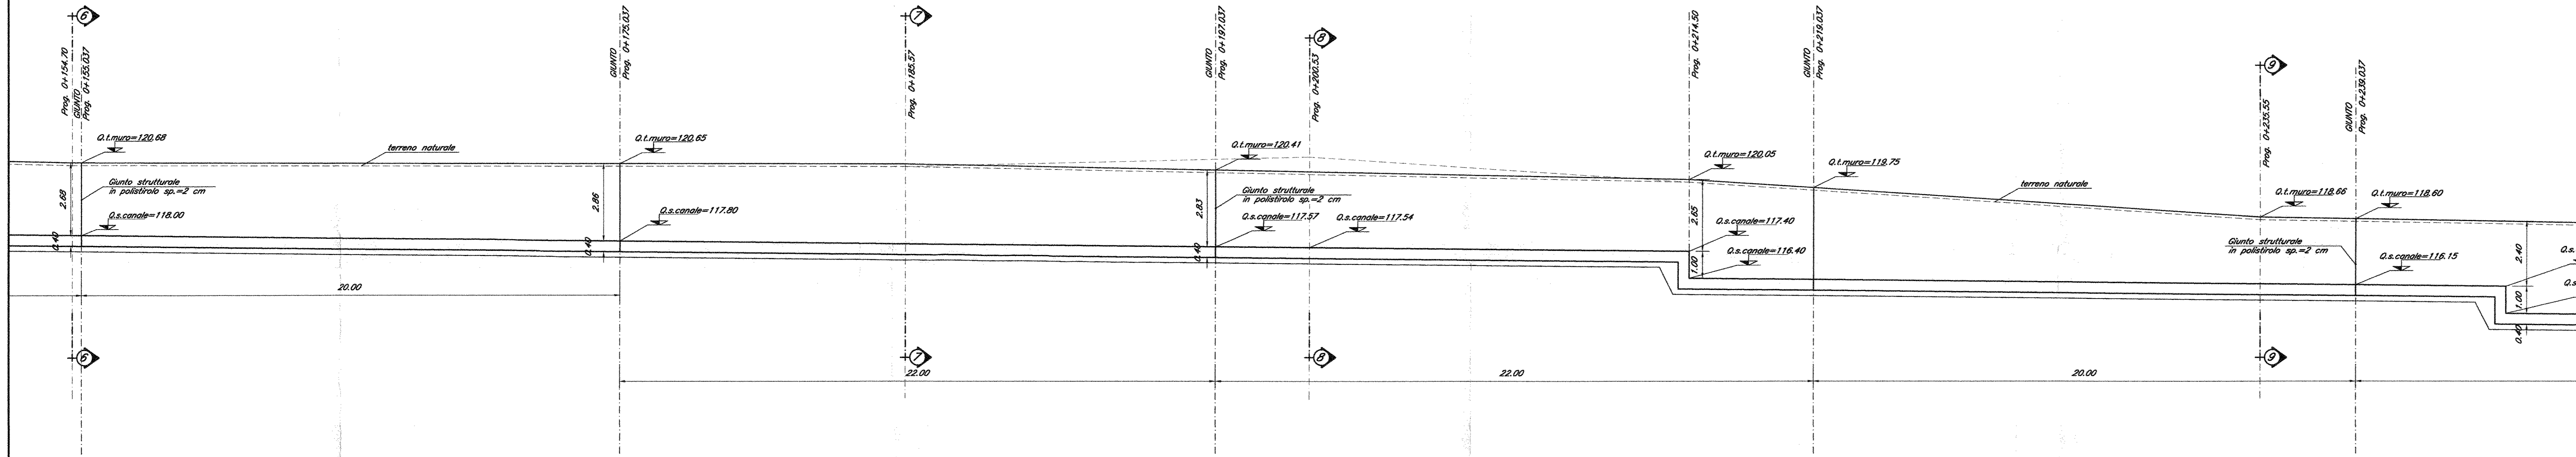 6
Prog. 0+154.70
GIUNTO
Prog. 0+155.037
GIUNTO
Prog. 0+175.037
7
Prog. 0+185.57
GIUNTO
Prog. 0+197.037
8
Prog. 0+200.53
Prog. 0+214.50
GIUNTO
Prog. 0+219.037
9
Prog. 0+235.55
GIUNTO
Prog. 0+239.037
Q.t.muro=120.68
terreno naturale
Q.t.muro=120.65
Q.t.muro=120.41
Q.t.muro=120.05
Q.t.muro=119.75
terreno naturale
Q.t.muro=118.66
Q.t.muro=118.60
2.68
Giunto strutturale
in polistirolo sp.=2 cm
Q.s.canale=118.00
0.40
2.86
Q.s.canale=117.80
0.40
2.83
Giunto strutturale
in polistirolo sp.=2 cm
Q.s.canale=117.57
Q.s.canale=117.54
0.40
2.65
Q.s.canale=117.40
Q.s.canale=116.40
1.00
Giunto strutturale
in polistirolo sp.=2 cm
Q.s.canale=116.15
2.40
1.00
0.40
Q.s.
Q.s
20.00
6
7
8
9
22.00
22.00
20.00